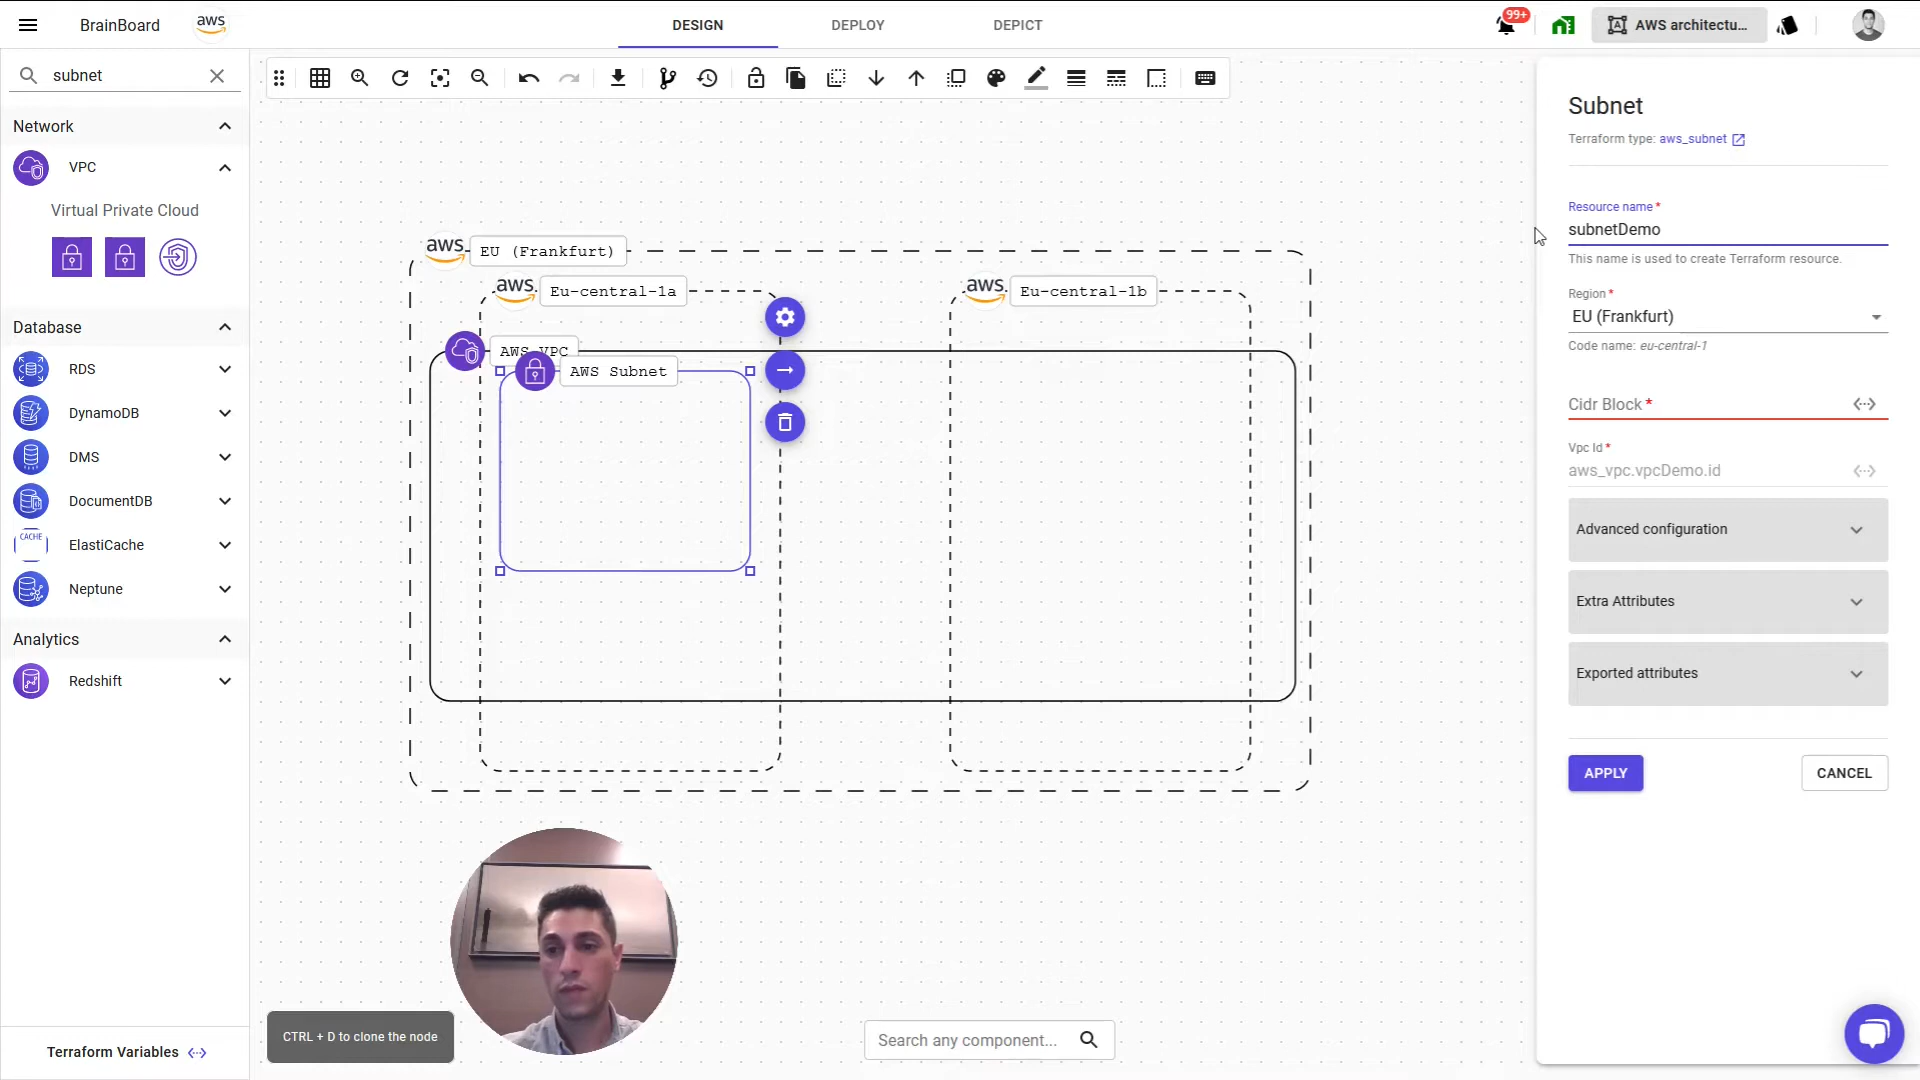 BrainBoard
aws
DESIGN
DEPLOY
DEPICT
99+
AWS architectu...
subnet
Network
VPC
Virtual Private Cloud
Database
RDS
DynamoDB
DMS
DocumentDB
CACHE
ElastiCache
Neptune
Analytics
Redshift
Terraform Variables
aws
EU (Frankfurt)
aws
Eu-central-1a
aws
Eu-central-1b
AWS VPC
AWS Subnet
CTRL + D to clone the node
Search any component...
Subnet
Terraform type: aws_subnet
Resource name *
subnetDemo
This name is used to create Terraform resource.
Region *
EU (Frankfurt)
Code name: eu-central-1
Cidr Block *
Vpc Id *
aws_vpc.vpcDemo.id
Advanced configuration
Extra Attributes
Exported attributes
APPLY
CANCEL